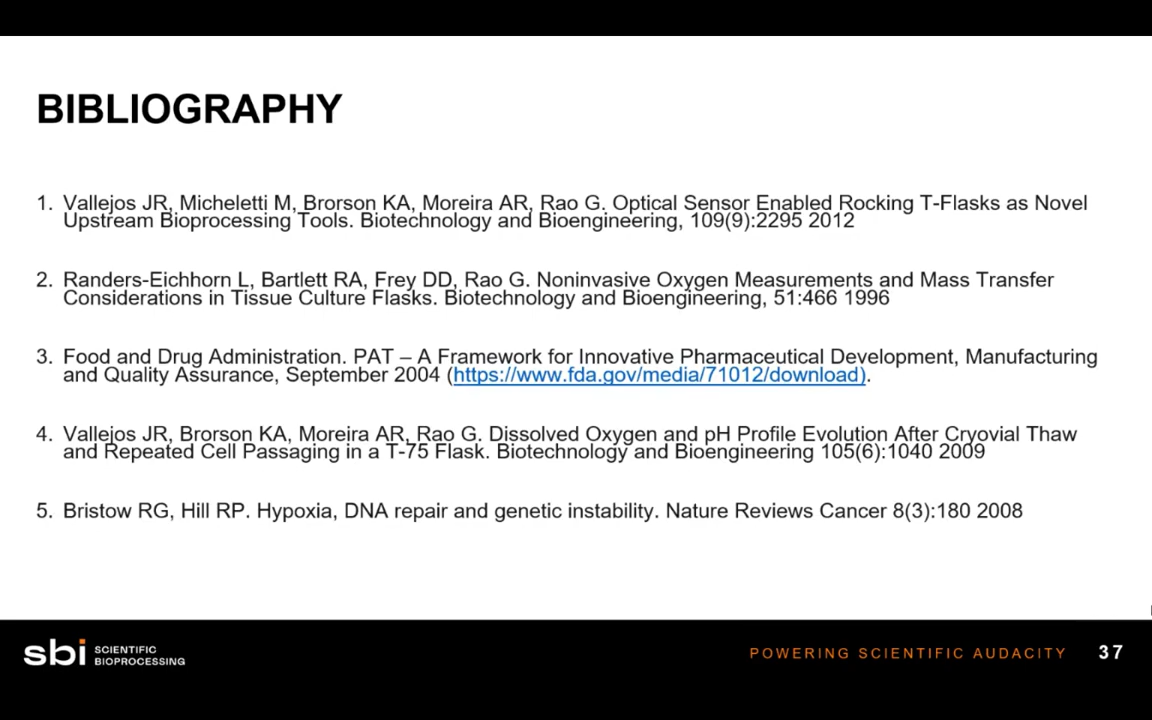 BIBLIOGRAPHY
1. Vallejos JR, Micheletti M, Brorson KA, Moreira AR, Rao G. Optical Sensor Enabled Rocking T-Flasks as Novel
Upstream Bioprocessing Tools. Biotechnology and Bioengineering, 109(9):2295 2012
2. Randers-Eichhorn L, Bartlett RA, Frey DD, Rao G. Noninvasive Oxygen Measurements and Mass Transfer
Considerations in Tissue Culture Flasks. Biotechnology and Bioengineering, 51:466 1996
3. Food and Drug Administration. PAT – A Framework for Innovative Pharmaceutical Development, Manufacturing
and Quality Assurance, September 2004 (https://www.fda.gov/media/71012/download).
4. Vallejos JR, Brorson KA, Moreira AR, Rao G. Dissolved Oxygen and pH Profile Evolution After Cryovial Thaw
and Repeated Cell Passaging in a T-75 Flask. Biotechnology and Bioengineering 105(6):1040 2009
5. Bristow RG, Hill RP. Hypoxia, DNA repair and genetic instability. Nature Reviews Cancer 8(3):180 2008
sbi SCIENTIFIC
BIOPROCESSING
POWERING SCIENTIFIC AUDACITY 37